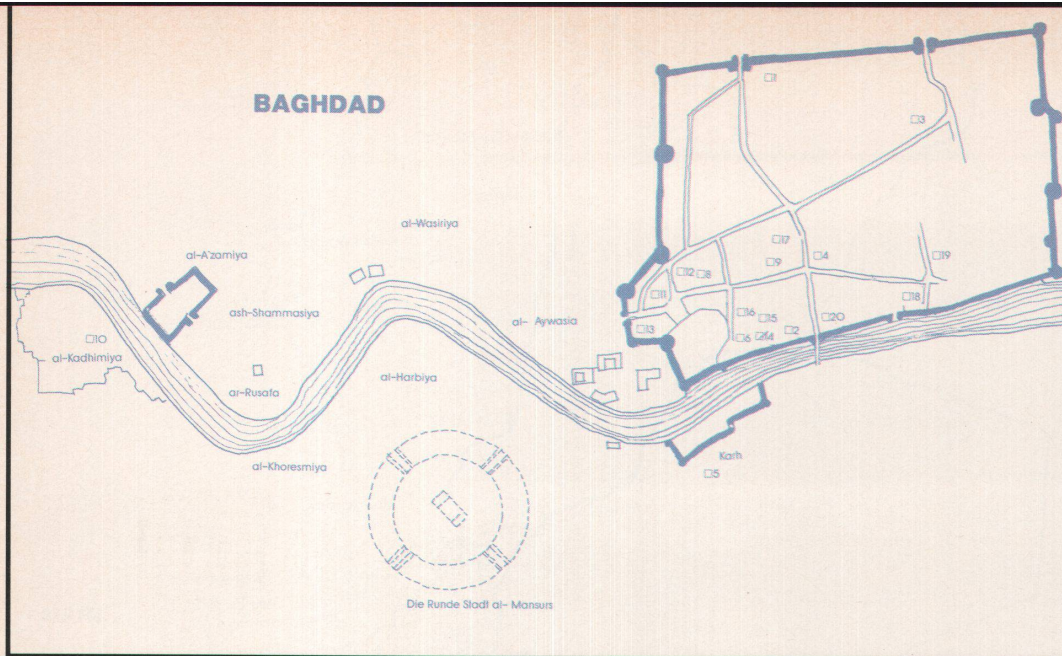 BAGHDAD
1
3
al-Wasiriya
17
9
4
19
al-A'zamiya
12
8
11
18
ash-Shammasiya
16
15
20
al- Aywasia
13
6
14
2
10
al-Kadhimiya
al-Harbiya
ar-Rusafa
Karh
al-Khoresmiya
5
Die Runde Stadt al- Mansurs